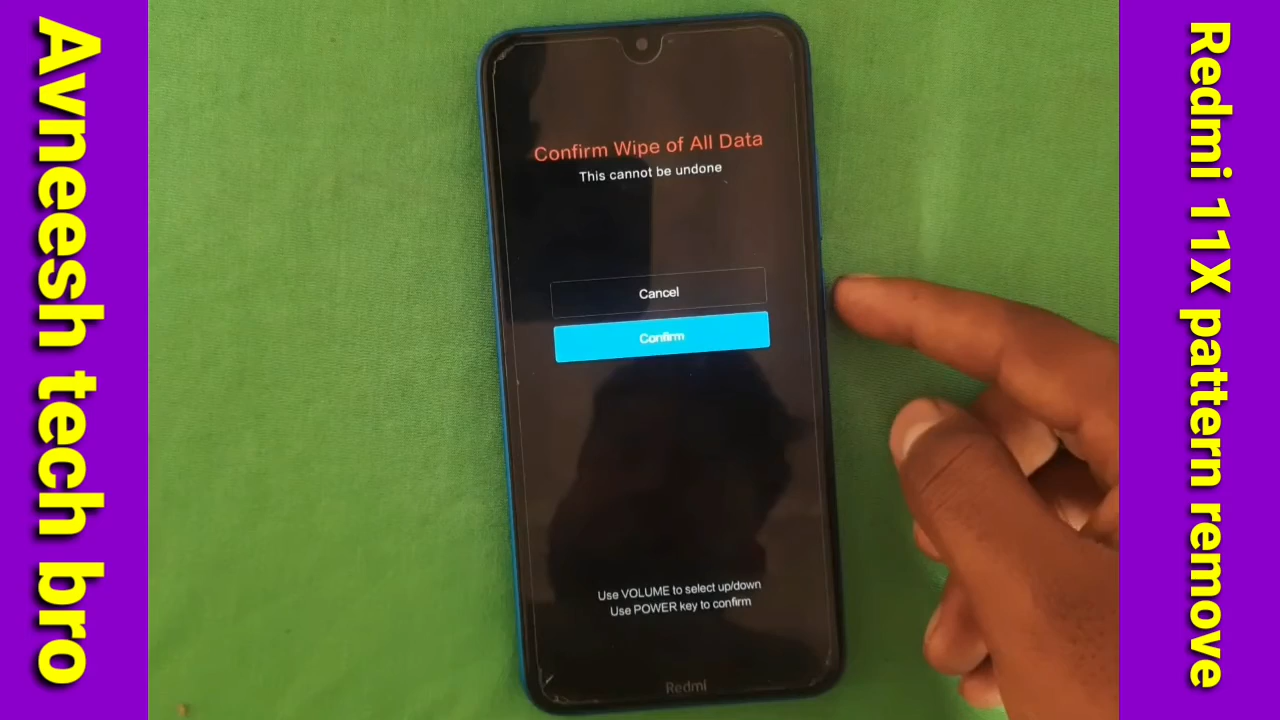 Avneesh tech bro
Confirm Wipe of All Data
This cannot be undone
Cancel
Confirm
Use VOLUME to select up/down
Use POWER key to confirm
Redmi
Redmi 11X pattern remove